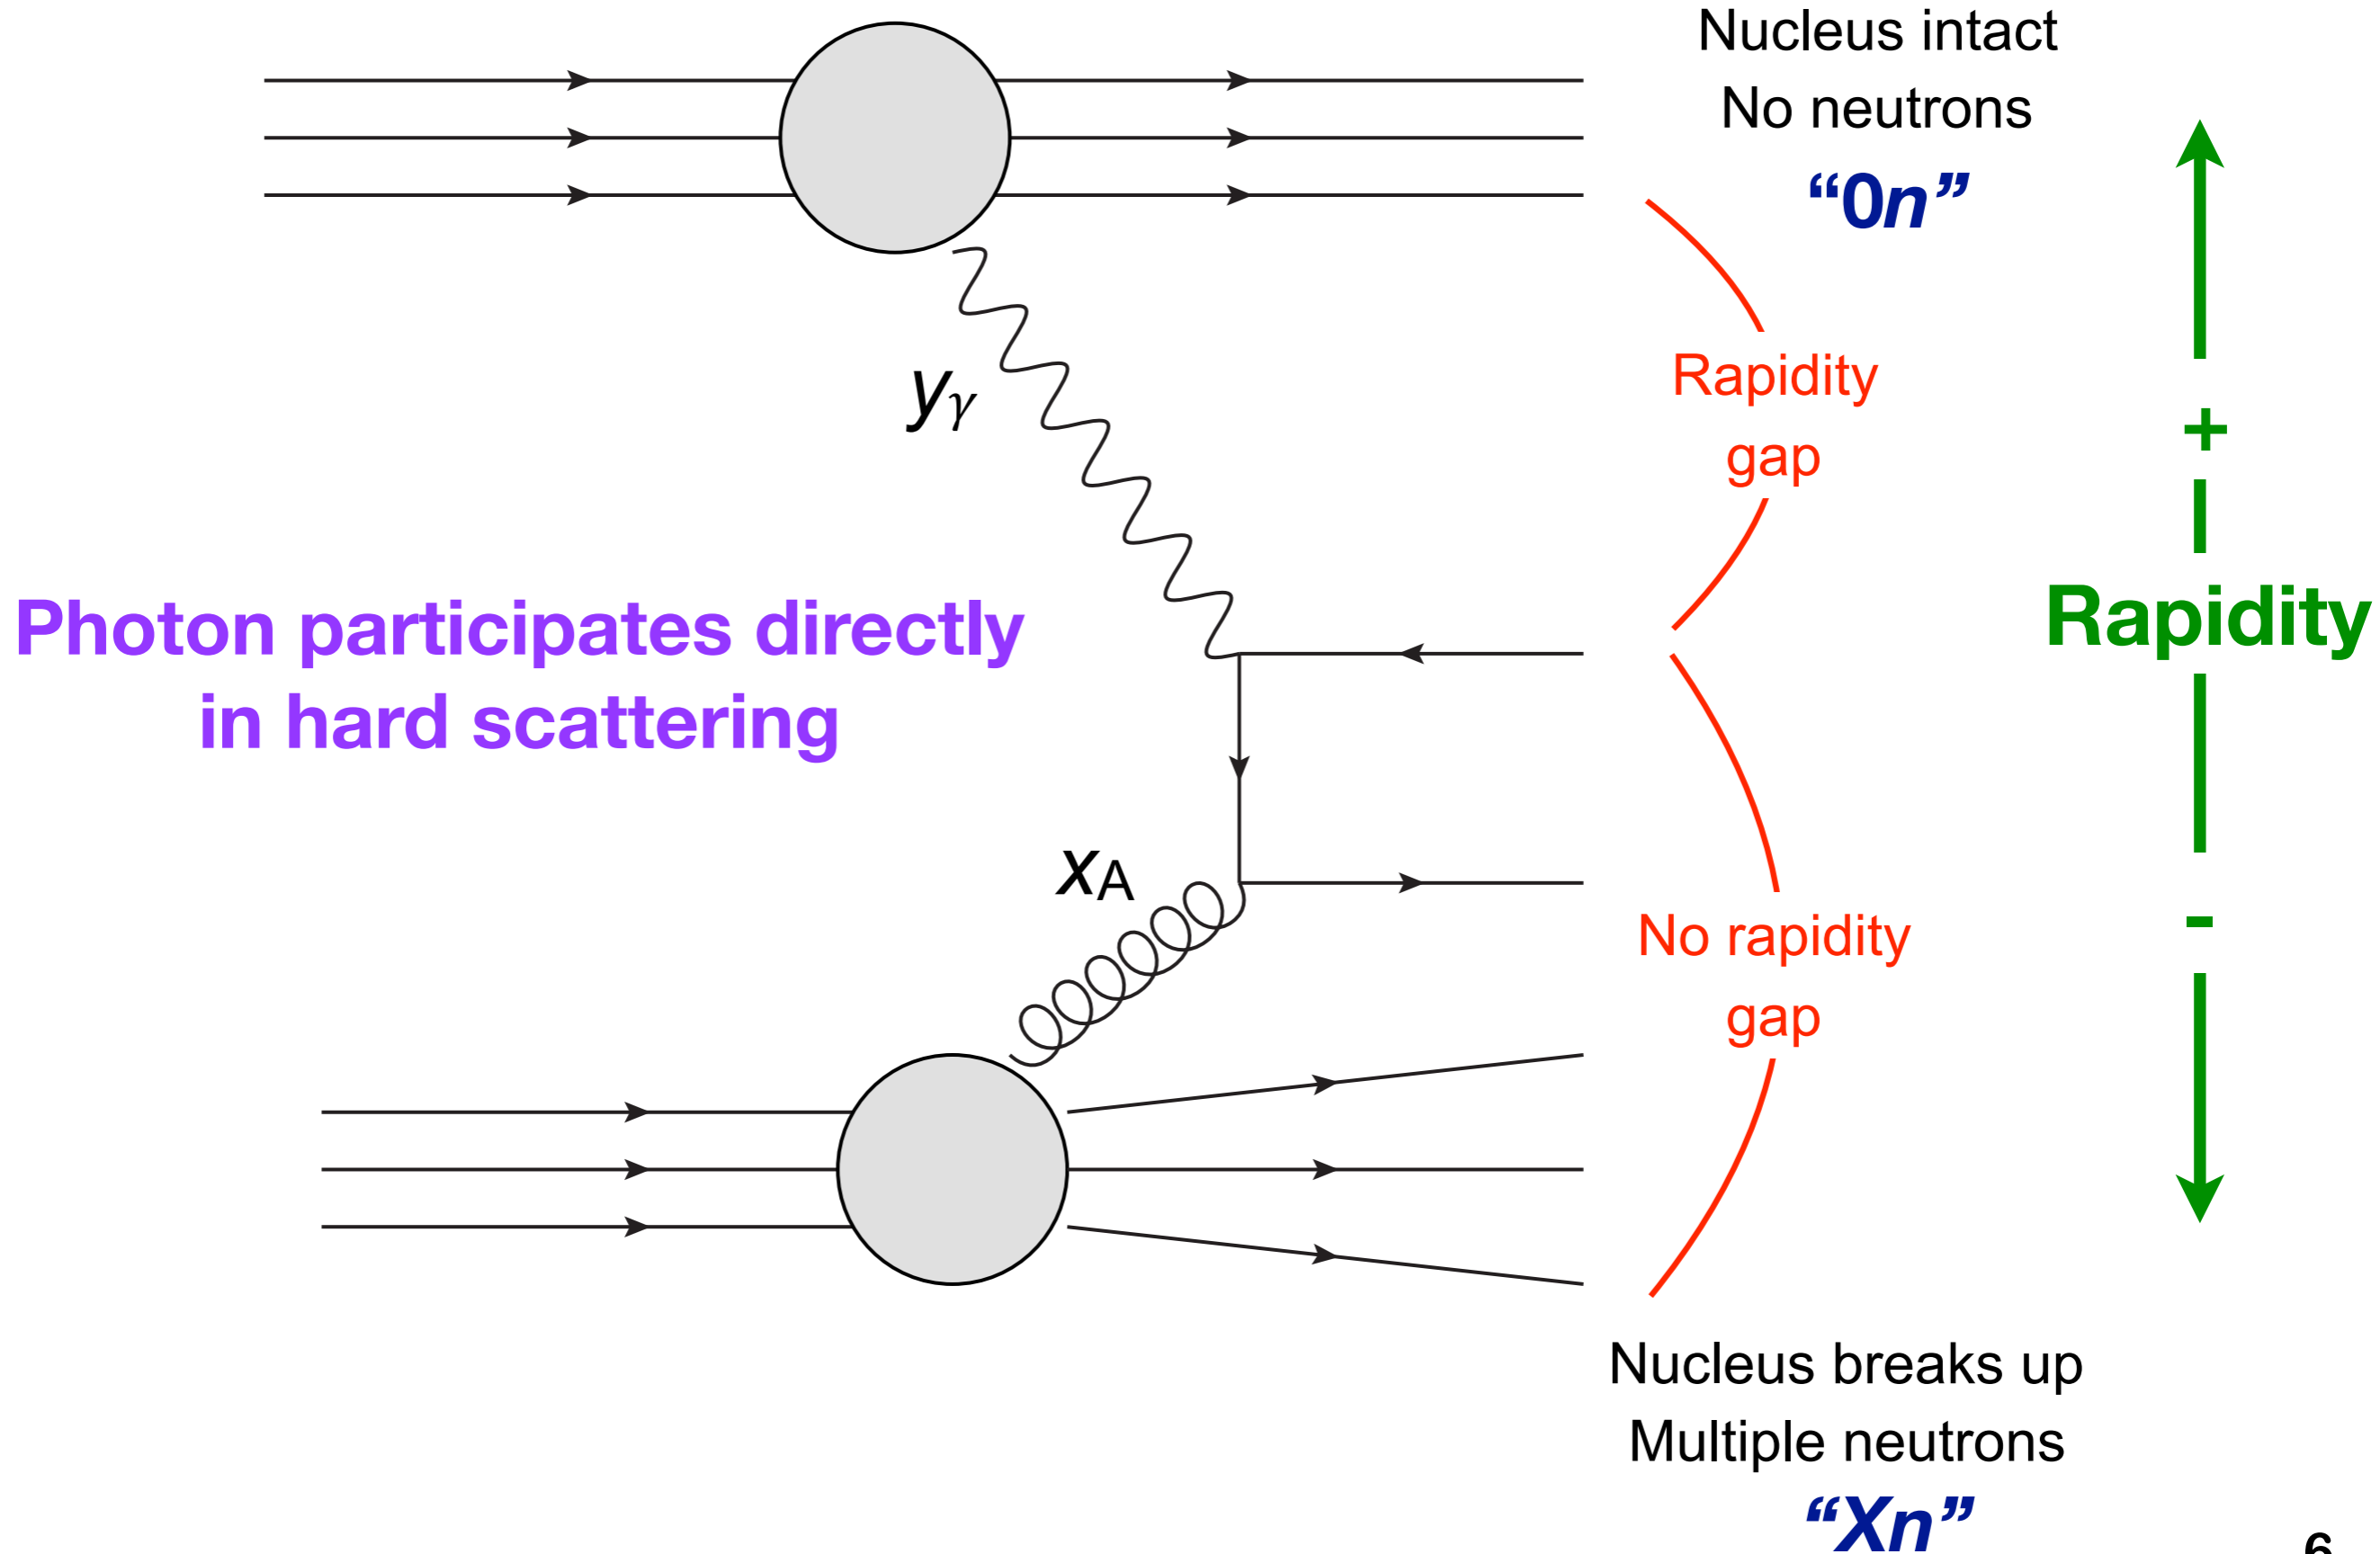 Nucleus intact
No neutrons
“0n”
Rapidity
gap
yγ
+
Photon participates directly
in hard scattering
Rapidity
xA
No rapidity
gap
-
Nucleus breaks up
Multiple neutrons
“Xn”
6